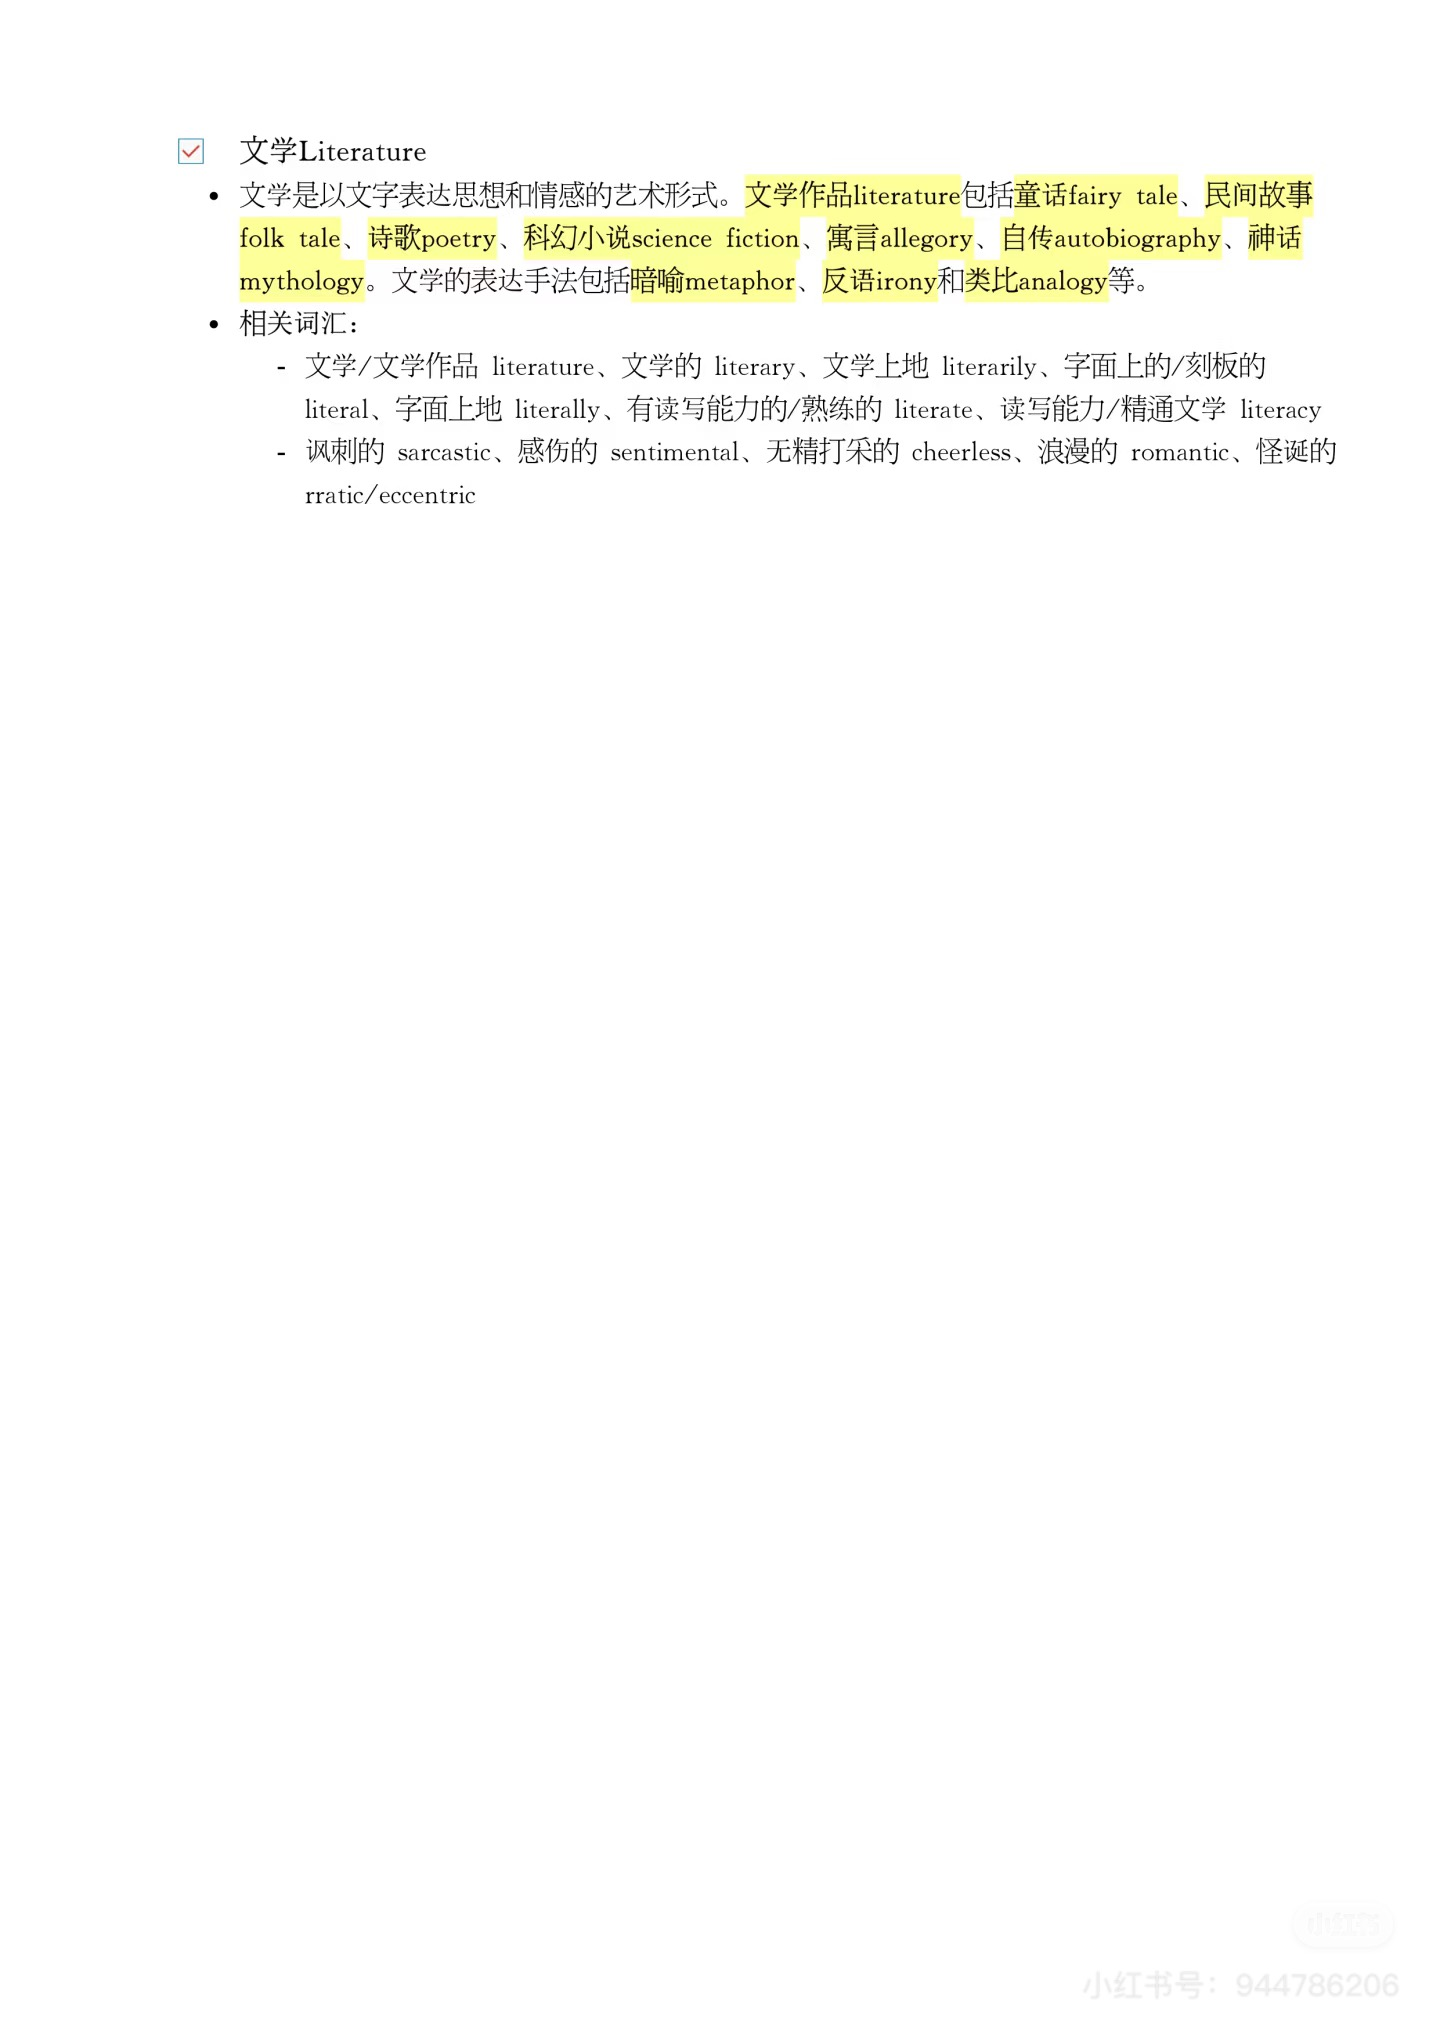 文学Literature
文学是以文字表达思想和情感的艺术形式。文学作品literature包括童话fairy tale、民间故事
folk tale、诗歌poetry、科幻小说science fiction、寓言allegory、自传autobiography、神话
mythology。文学的表达手法包括暗喻metaphor、反语irony和类比analogy等。
相关词汇：
- 文学/文学作品 literature、文学的 literary、文学上地 literarily、字面上的/刻板的
literal、字面上地 literally、有读写能力的/熟练的 literate、读写能力/精通文学 literacy
- 讽刺的 sarcastic、感伤的 sentimental、无精打采的 cheerless、浪漫的 romantic、怪诞的
rratic/eccentric
小红书
小红书号：944786206